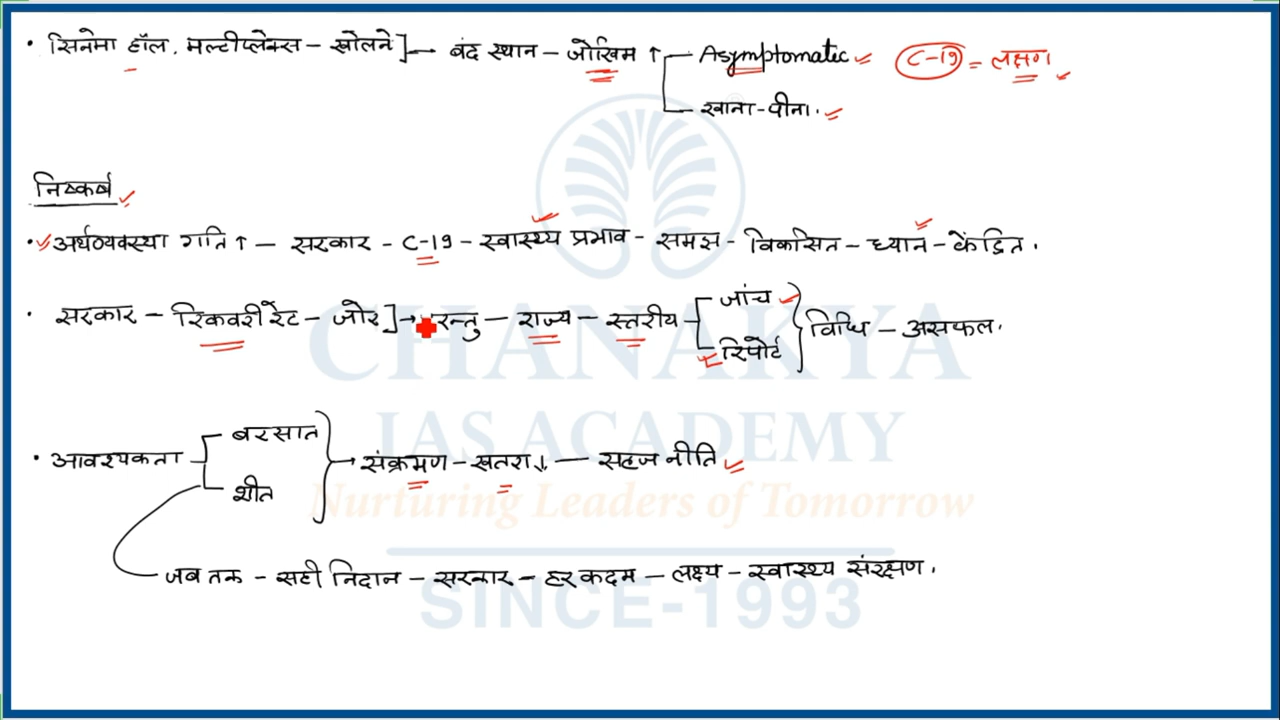 • सिनेमा हॉल. मल्टीप्लेक्स – खोलने ] — बंद स्थान – जोखिम ↑ — Asymptomatic C-19 = लक्षण
खाना-पीना.
निष्कर्ष
• अर्थव्यवस्था गति ↑ – सरकार - C-19 - स्वास्थ्य प्रभाव - समझ - विकसित – ध्यान – केंद्रित.
जांच
• सरकार – रिकवरी रेट – जोर ] → परन्तु – राज्य – स्तरीय विधि – असफल.
रिपोर्ट
बरसात
• आवश्यकता → संक्रमण – खतरा ↓ — सहज नीति
शीत
जब तक – सही निदान – सरकार – हर कदम – लक्ष्य – स्वास्थ्य संरक्षण.
CHANAKYA
IAS ACADEMY
Nurturing Leaders of Tomorrow
SINCE-1993